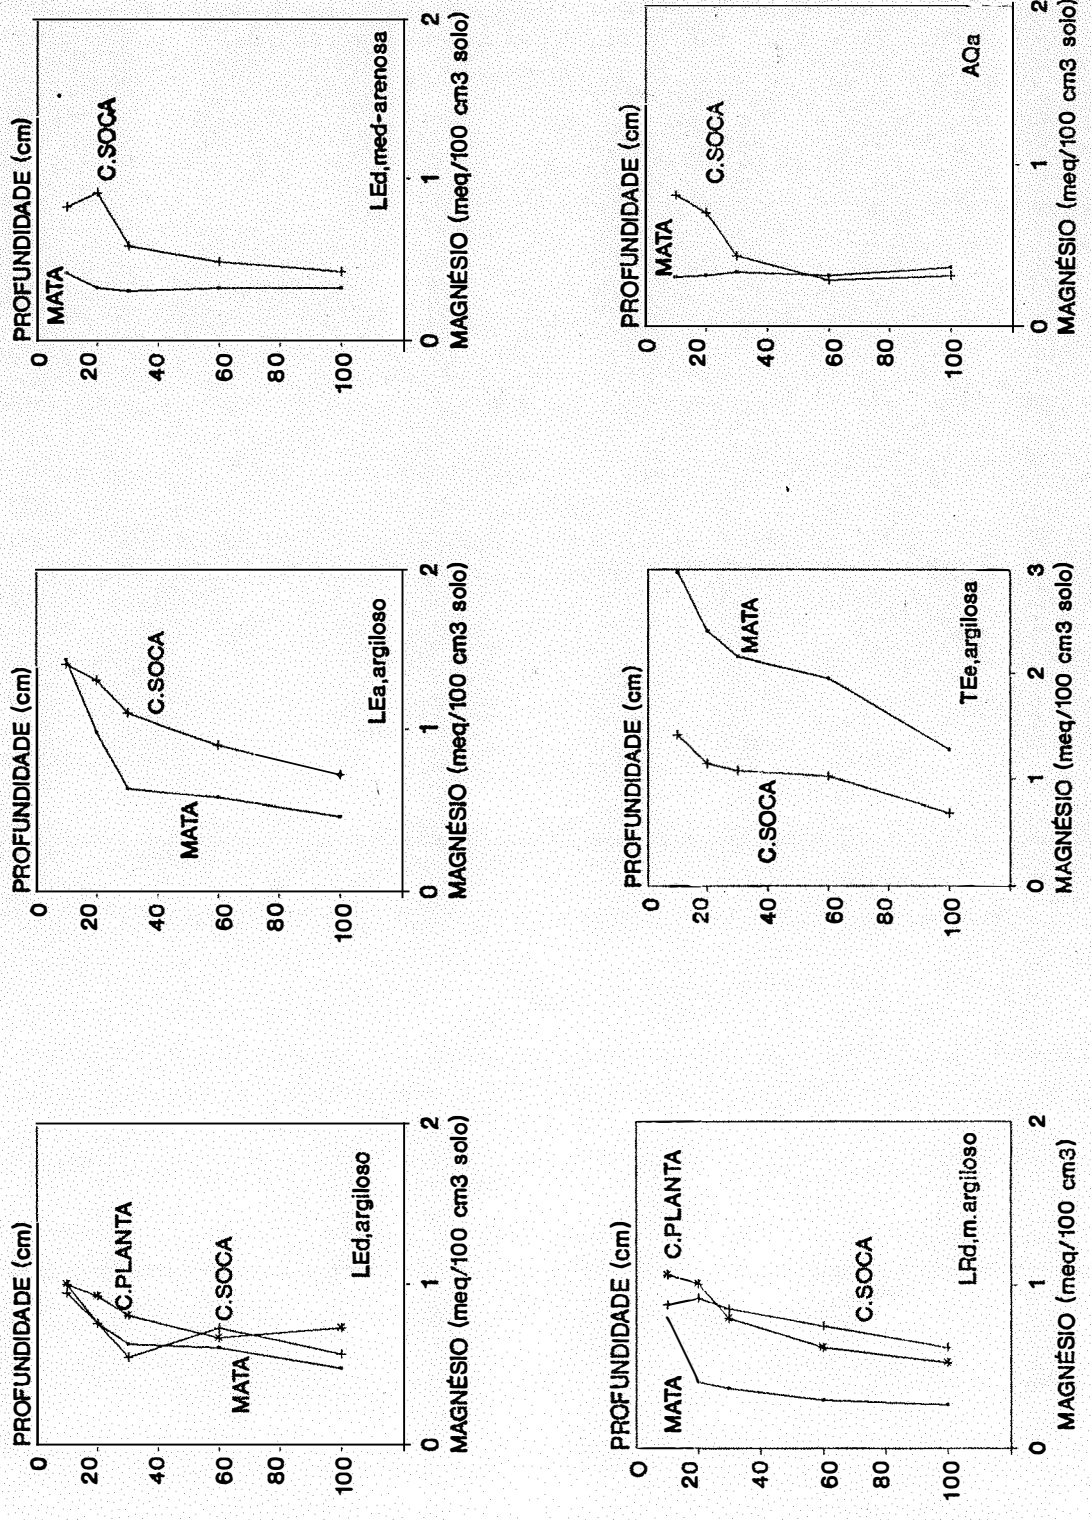 PROFUNDIDADE (cm)
0
20
40
60
80
100
C.PLANTA
C.SOCA
MATA
LEd,argiloso
0 1 2
MAGNÉSIO (meq/100 cm3 solo)
PROFUNDIDADE (cm)
0
20
40
60
80
100
C.SOCA
MATA
LEa,argiloso
0 1 2
MAGNÉSIO (meq/100 cm3 solo)
PROFUNDIDADE (cm)
0
20
40
60
80
100
MATA
C.SOCA
LEd,med-arenosa
0 1 2
MAGNÉSIO (meq/100 cm3 solo)
PROFUNDIDADE (cm)
0
20
40
60
80
100
MATA
C.PLANTA
C.SOCA
LRd,m.argiloso
0 1 2
MAGNÉSIO (meq/100 cm3)
PROFUNDIDADE (cm)
0
20
40
60
80
100
MATA
C.SOCA
TEe,argilosa
0 1 2 3
MAGNÉSIO (meq/100 cm3 solo)
PROFUNDIDADE (cm)
0
20
40
60
80
100
MATA
C.SOCA
AQa
0 1 2
MAGNÉSIO (meq/100 cm3 solo)